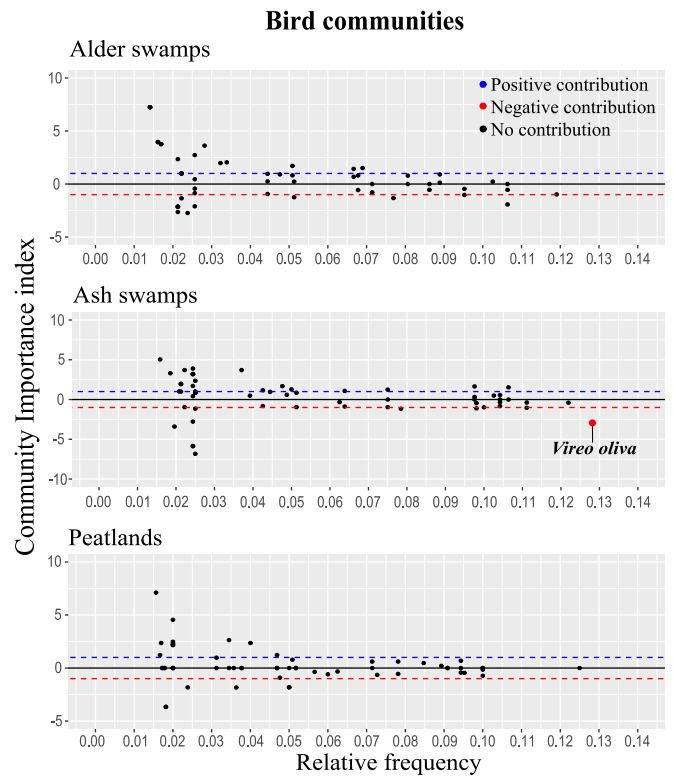 Bird communities
Alder swamps
Positive contribution
Negative contribution
No contribution
10
5
0
-5
0.00 0.01 0.02 0.03 0.04 0.05 0.06 0.07 0.08 0.09 0.10 0.11 0.12 0.13 0.14
Community Importance index
Ash swamps
10
5
0
-5
-10
Vireo oliva
0.00 0.01 0.02 0.03 0.04 0.05 0.06 0.07 0.08 0.09 0.10 0.11 0.12 0.13 0.14
Peatlands
10
5
0
-5
0.00 0.01 0.02 0.03 0.04 0.05 0.06 0.07 0.08 0.09 0.10 0.11 0.12 0.13 0.14
Relative frequency